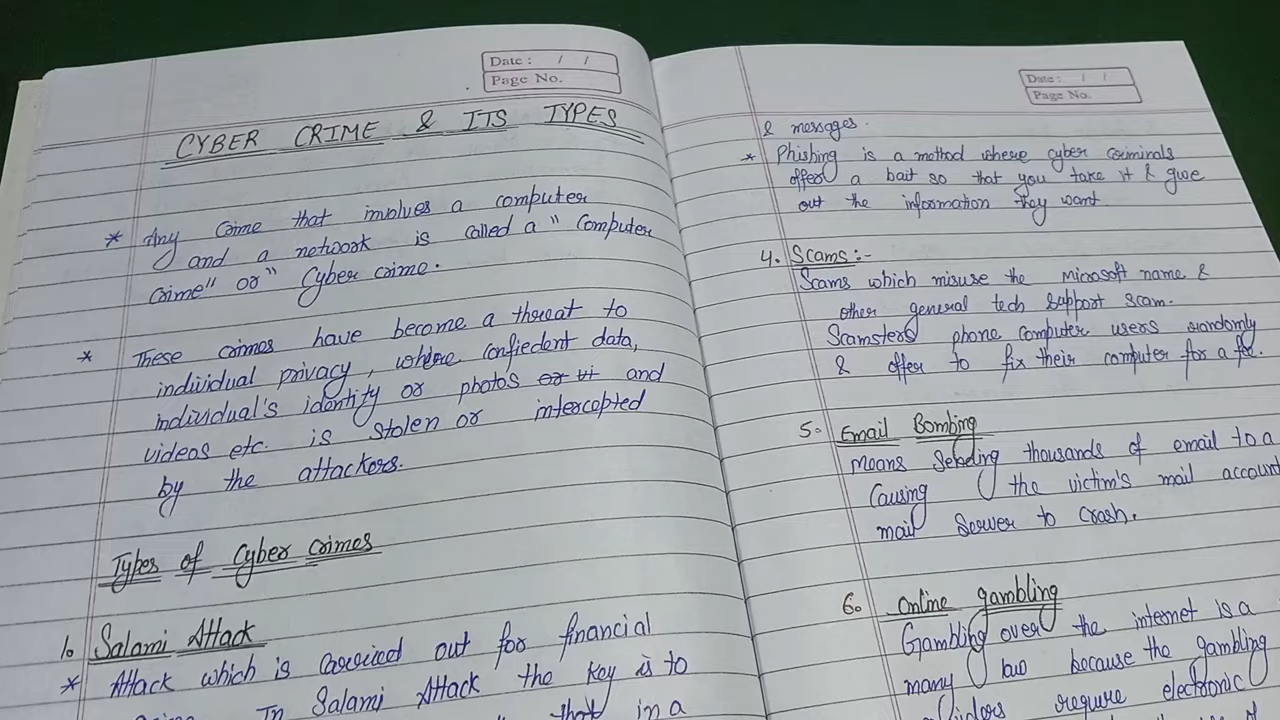 Date : / /
Page No.
CYBER CRIME & ITS TYPES
* Any crime that involves a computer
and a network is called a "Computer
crime" or" Cyber crime.
* These crimes have become a threat to
individual privacy, where confiedent data,
individual's identity or photos or vi and
videos etc. is stolen or intercepted
by the attackers.
Types of Cyber Crimes
1. Salami Attack
* Attack which is carried out for financial
In Salami Attack the key is to
that in a
Date : / /
Page No.
& messages.
* Phishing is a method where cyber criminals
offers a bait so that you take it & give
out the information they want.
4. Scams:-
Scams which misuse the Microsoft name &
other general tech support scam.
Scamsters phone computer users randomly
& offer to fix their computer for a fee.
5. Email Bombing
Means sending thousands of email to a
Causing the victim's mail account
mail server to crash.
6. Online gambling
Gambling over the internet is a
many law because the gambling
require electronic
of